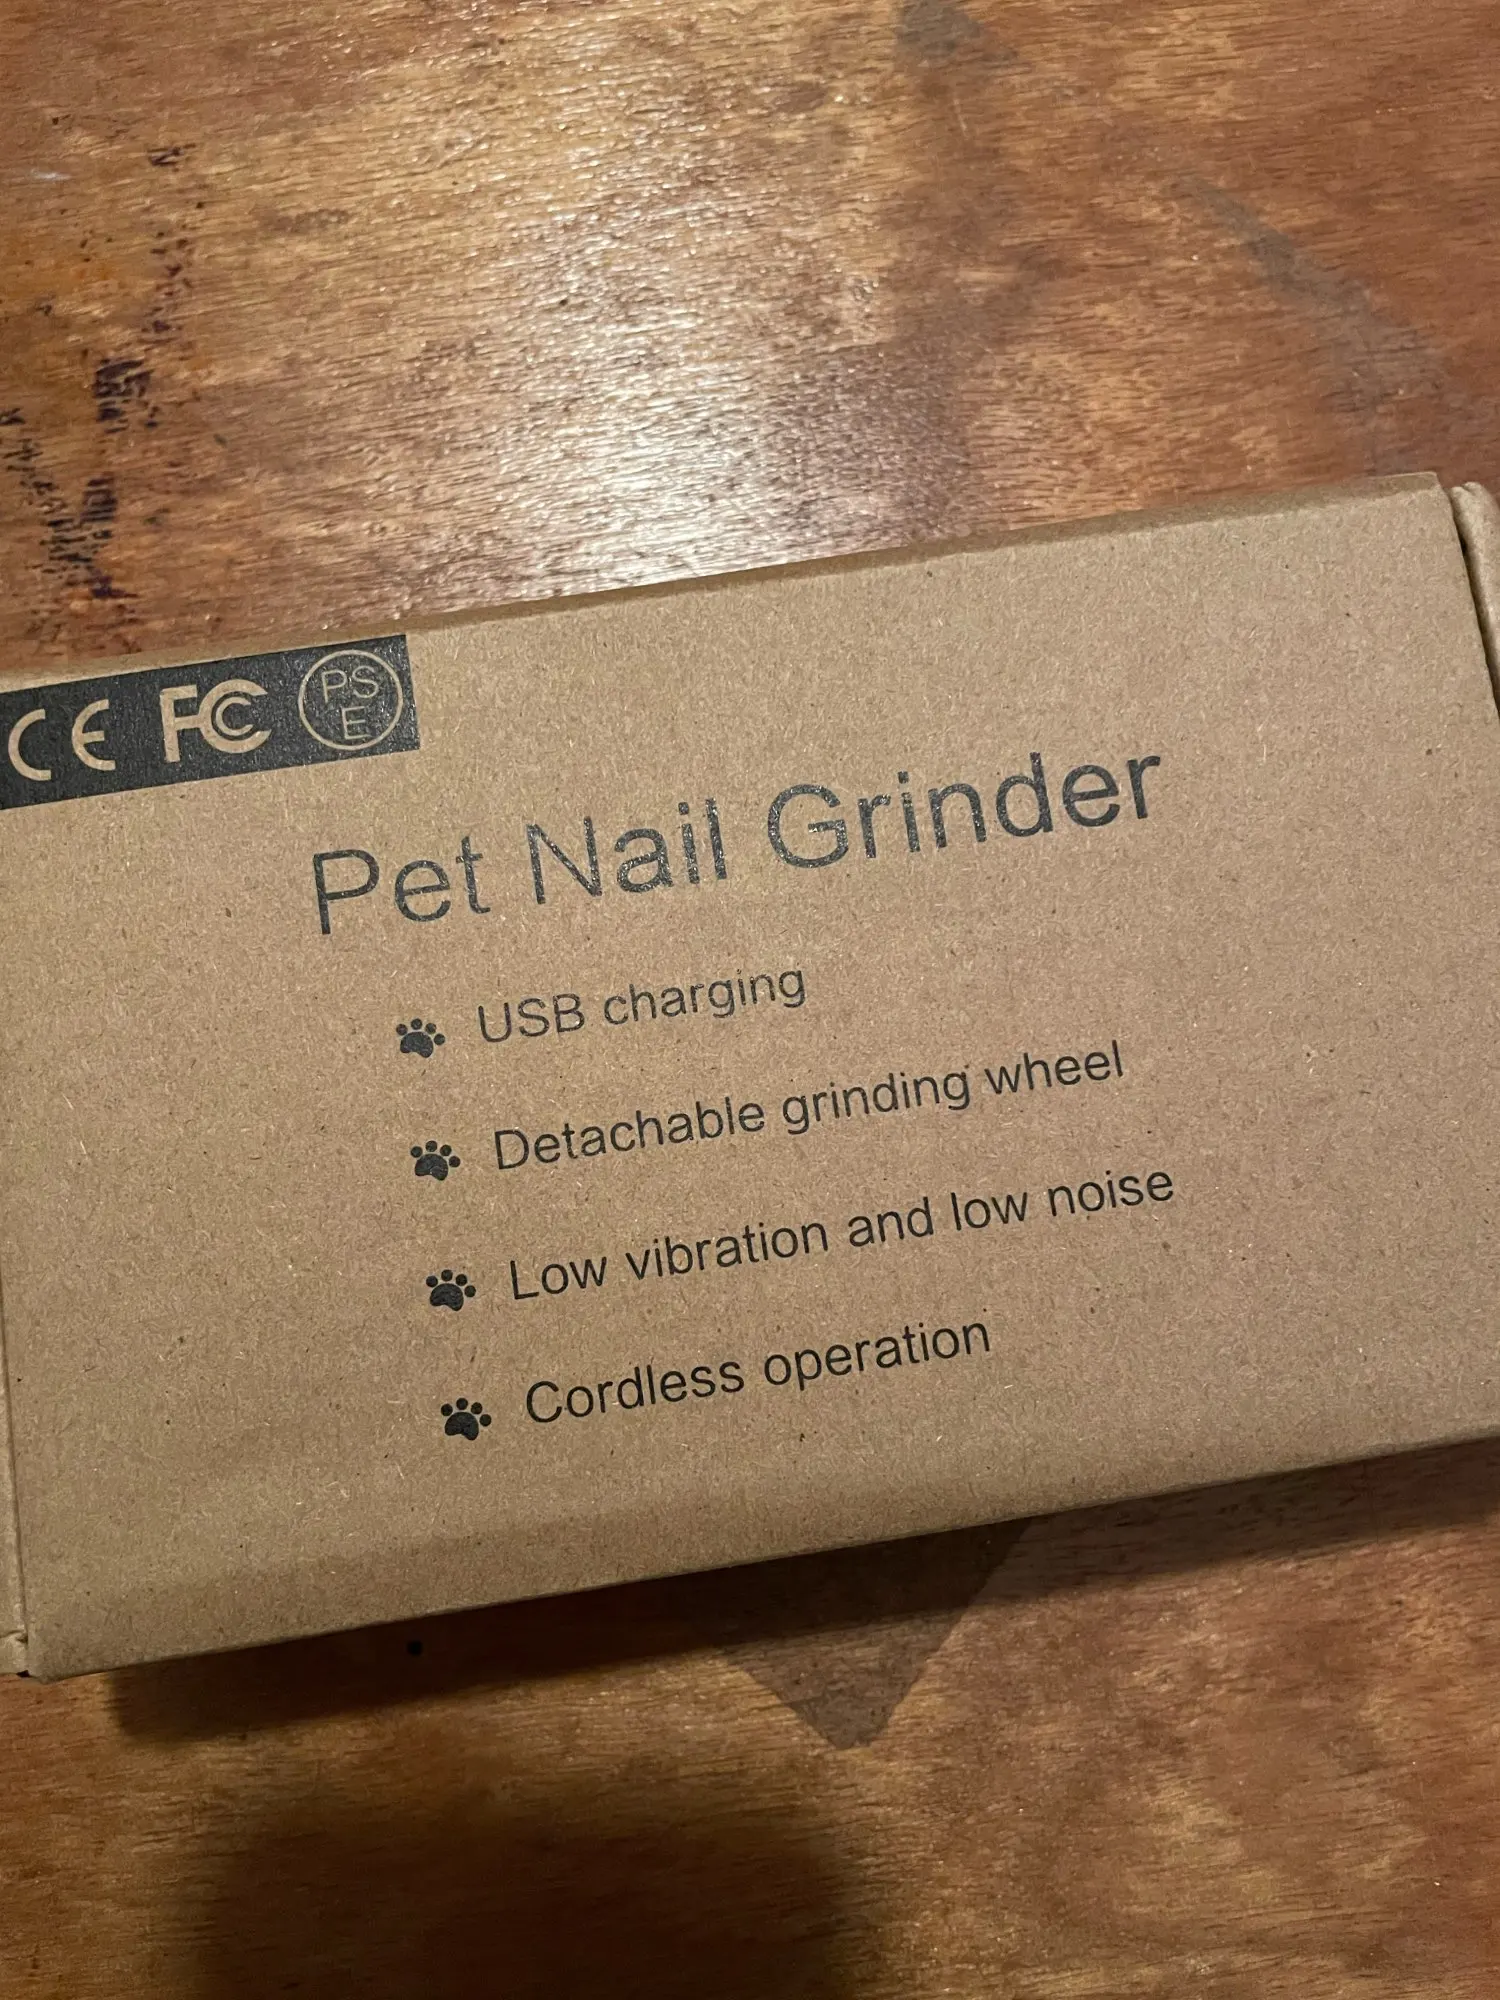 CE FC PSE
Pet Nail Grinder
USB charging
Detachable grinding wheel
Low vibration and low noise
Cordless operation